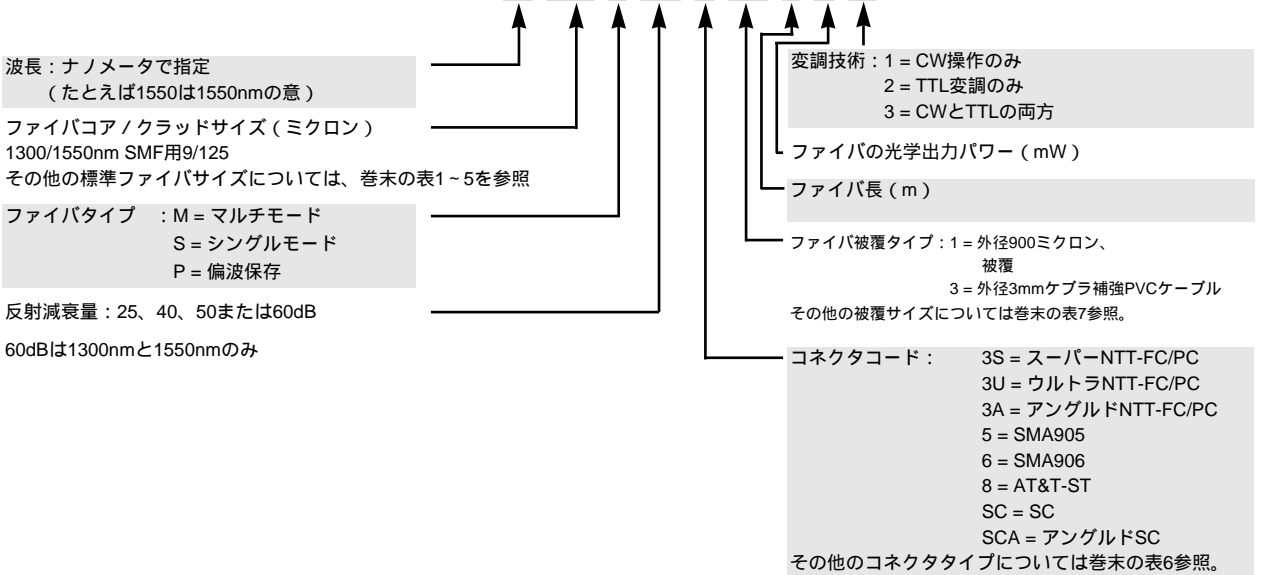 波長：ナノメータで指定
（たとえば1550は1550nmの意）
ファイバコア / クラッドサイズ（ミクロン）
1300/1550nm SMF用9/125
その他の標準ファイバサイズについては、巻末の表1~5を参照
ファイバタイプ ：M = マルチモード
S = シングルモード
P = 偏波保存
反射減衰量：25、40、50または60dB
60dBは1300nmと1550nmのみ
変調技術：1 = CW操作のみ
2 = TTL変調のみ
3 = CWとTTLの両方
ファイバの光学出力パワー（mW）
ファイバ長（m）
ファイバ被覆タイプ：1 = 外径900ミクロン、
被覆
3 = 外径3mmケブラ補強PVCケーブル
その他の被覆サイズについては巻末の表7参照。
コネクタコード： 3S = スーパーNTT-FC/PC
3U = ウルトラNTT-FC/PC
3A = アングルドNTT-FC/PC
5 = SMA905
6 = SMA906
8 = AT&T-ST
SC = SC
SCA = アングルドSC
その他のコネクタタイプについては巻末の表6参照。